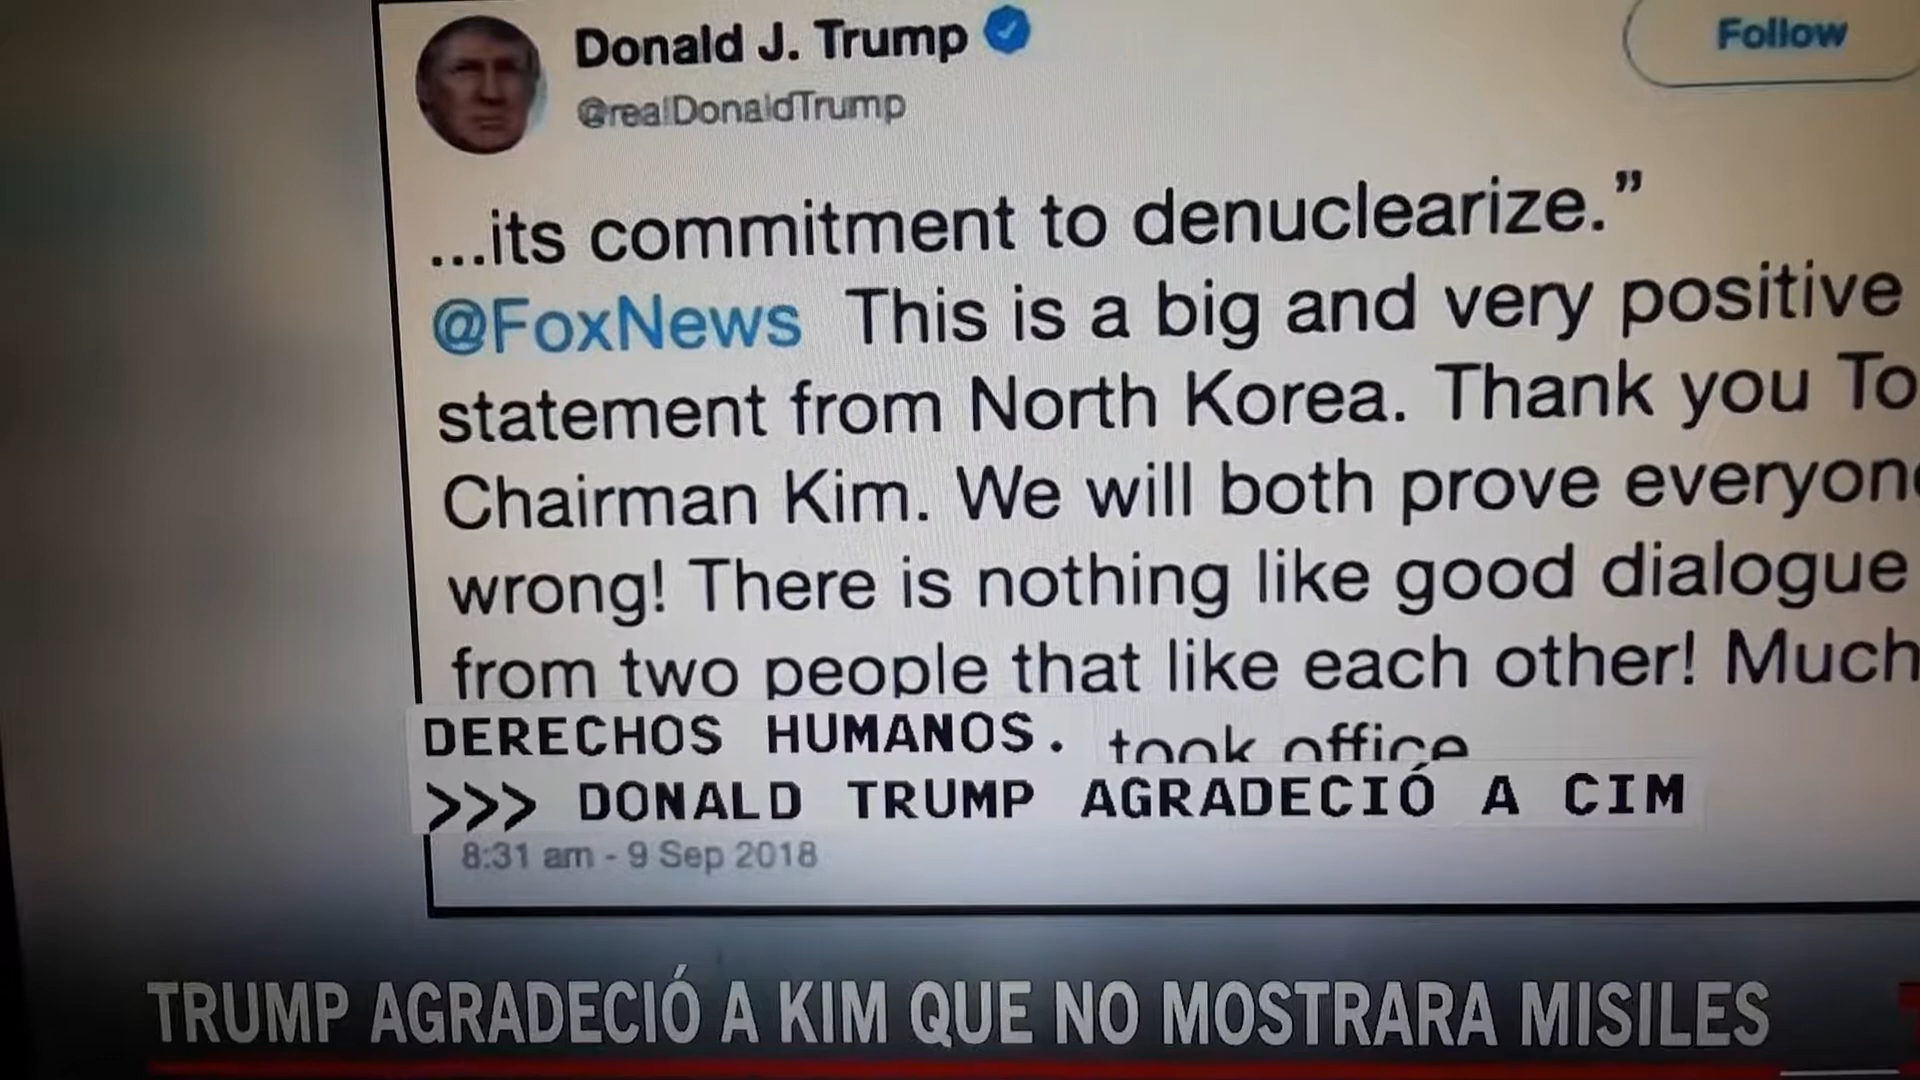 Donald J. Trump
@realDonaldTrump
Follow
...its commitment to denuclearize.”
@FoxNews This is a big and very positive
statement from North Korea. Thank you To
Chairman Kim. We will both prove
wrong! There is nothing like good dialogue
from two people that like each other! Much
DERECHOS HUMANOS. took office
>>> DONALD TRUMP AGRADECIÓ A CIM
8:31 am - 9 Sep 2018
TRUMP AGRADECIÓ A KIM QUE NO MOSTRARA MISILES